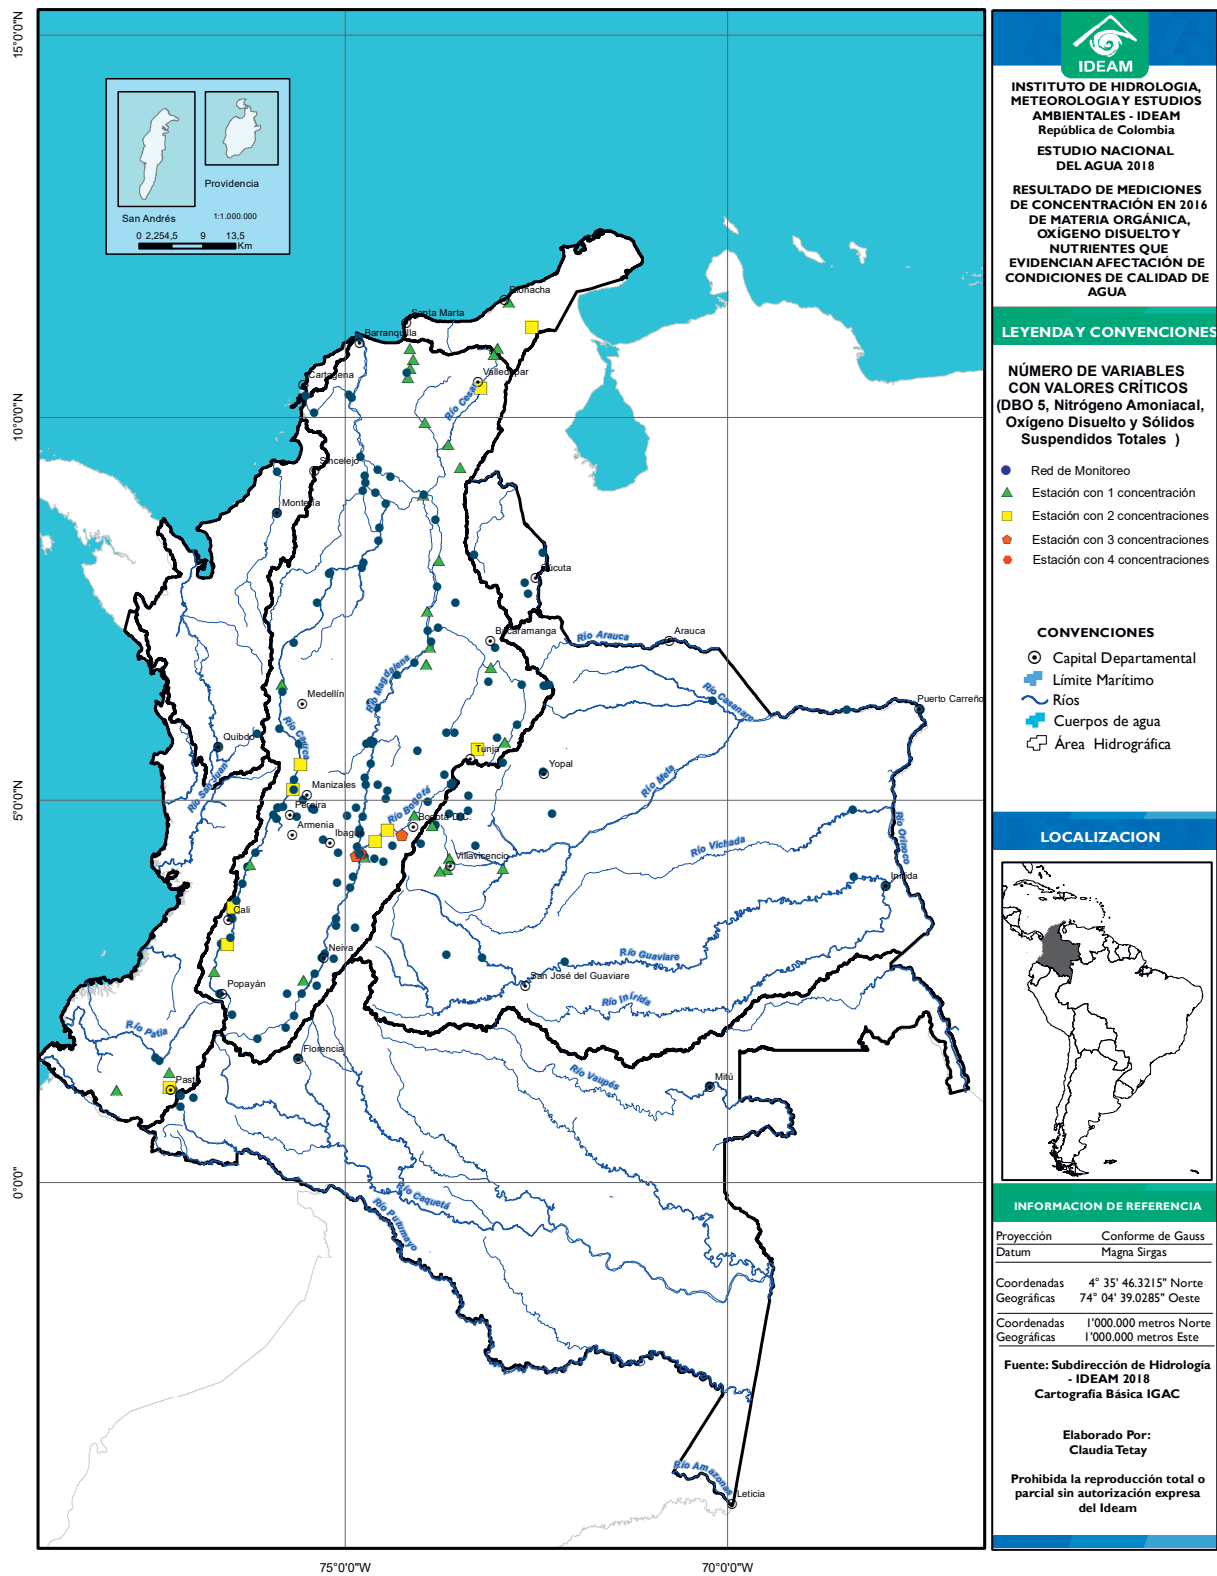 15°0'0"N
10°0'0"N
5°0'0"N
0°0'0"
75°0'0"W
70°0'0"W
San Andrés
Providencia
1:1.000.000
0 2,254,5 9 13,5
Km
Riohacha
Santa Marta
Barranquilla
Cartagena
Valledupar
Río Cesar
Sincelejo
Montería
Cúcuta
Bucaramanga
Río Arauca
Arauca
Río Magdalena
Río Casanare
Puerto Carreño
Medellín
Río Cauca
Quibdó
Tunja
Yopal
Río San Juan
Río Meta
Manizales
Pereira
Río Bogotá
Bogotá D.C.
Armenia
Ibagué
Río Orinoco
Río Vichada
Villavicencio
Inírida
Cali
Neiva
Río Guaviare
San José del Guaviare
Popayán
Río Inírida
Río Patía
Florencia
Río Vaupés
Mitú
Pasto
Río Caquetá
Río Putumayo
Río Amazonas
Leticia
IDEAM
INSTITUTO DE HIDROLOGIA,
METEOROLOGIA Y ESTUDIOS
AMBIENTALES - IDEAM
República de Colombia
ESTUDIO NACIONAL
DEL AGUA 2018
RESULTADO DE MEDICIONES
DE CONCENTRACIÓN EN 2016
DE MATERIA ORGÁNICA,
OXÍGENO DISUELTO Y
NUTRIENTES QUE
EVIDENCIAN AFECTACIÓN DE
CONDICIONES DE CALIDAD DE
AGUA
LEYENDA Y CONVENCIONES
NÚMERO DE VARIABLES
CON VALORES CRÍTICOS
(DBO 5, Nitrógeno Amoniacal,
Oxígeno Disuelto y Sólidos
Suspendidos Totales )
Red de Monitoreo
Estación con 1 concentración
Estación con 2 concentraciones
Estación con 3 concentraciones
Estación con 4 concentraciones
CONVENCIONES
Capital Departamental
Límite Marítimo
Ríos
Cuerpos de agua
Área Hidrográfica
LOCALIZACION
INFORMACION DE REFERENCIA
Proyección Conforme de Gauss
Datum Magna Sirgas
Coordenadas 4° 35' 46.3215" Norte
Geográficas 74° 04' 39.0285" Oeste
Coordenadas 1'000.000 metros Norte
Geográficas 1'000.000 metros Este
Fuente: Subdirección de Hidrología
- IDEAM 2018
Cartografía Básica IGAC
Elaborado Por:
Claudia Tetay
Prohibida la reproducción total o
parcial sin autorización expresa
del Ideam